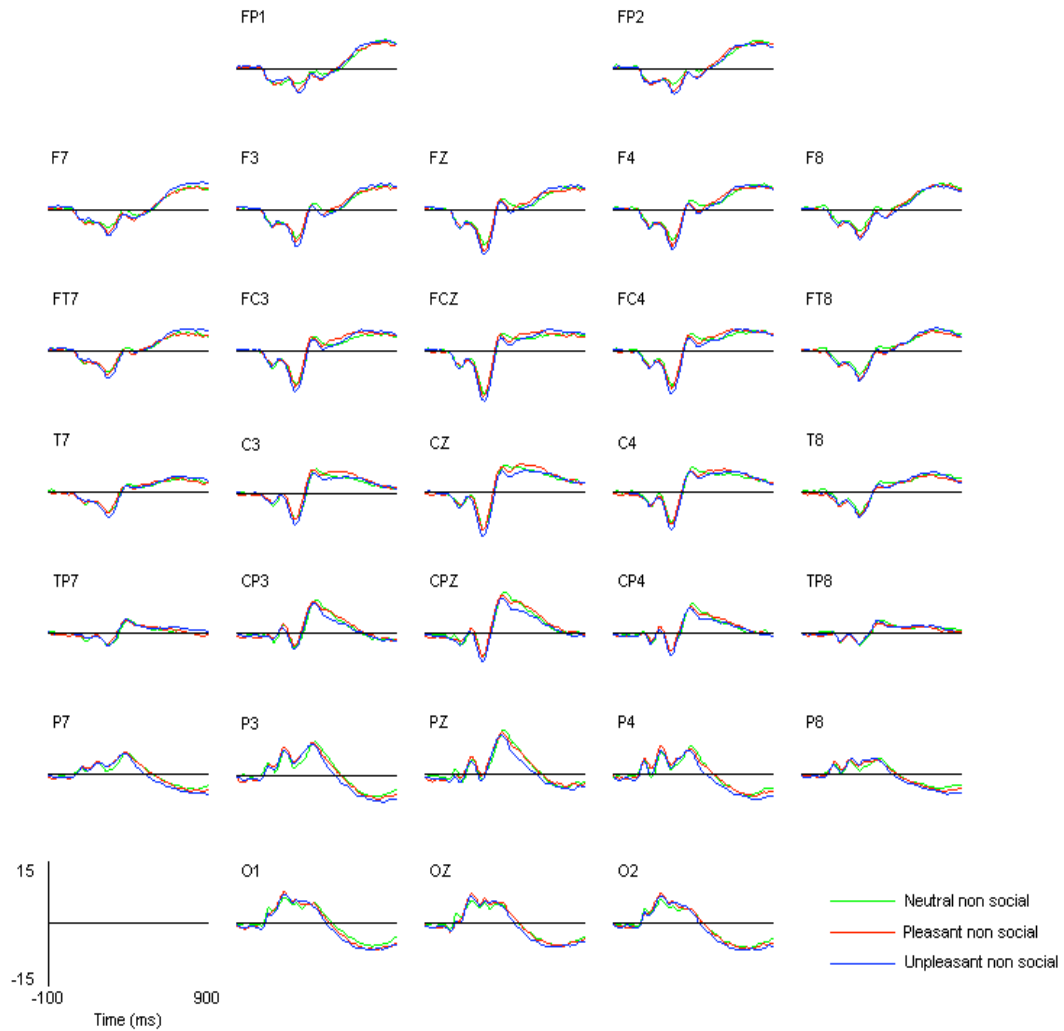 FP1 FP2
F7 F3 FZ F4 F8
FT7 FC3 FCZ FC4 FT8
T7 C3 CZ C4 T8
TP7 CP3 CPZ CP4 TP8
P7 P3 PZ P4 P8
15 O1 OZ O2
Neutral non social
Pleasant non social
Unpleasant non social
-15
-100 900
Time (ms)